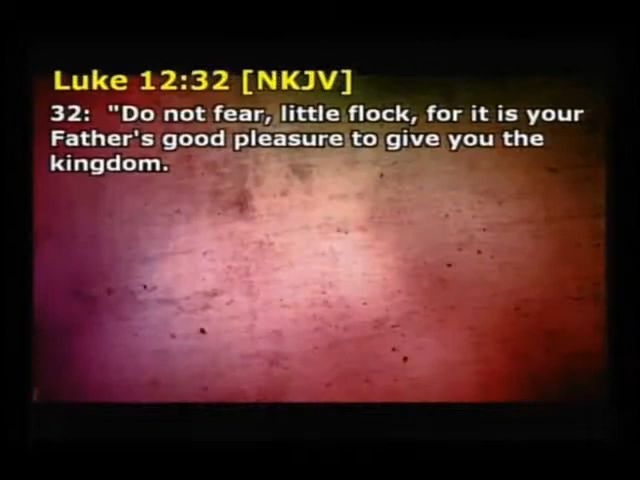 Luke 12:32 [NKJV]
32:  "Do not fear, little flock, for it is your
Father's good pleasure to give you the
kingdom.